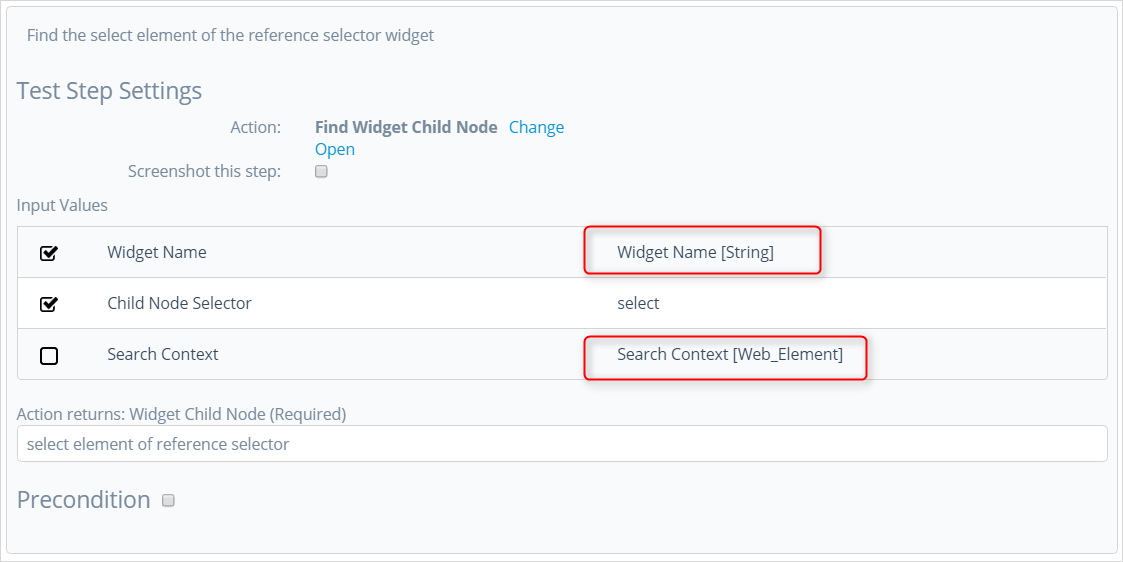 Find the select element of the reference selector widget
Test Step Settings
Action: Find Widget Child Node Change
Open
Screenshot this step:
Input Values
Widget Name Widget Name [String]
Child Node Selector select
Search Context Search Context [Web_Element]
Action returns: Widget Child Node (Required)
select element of reference selector
Precondition